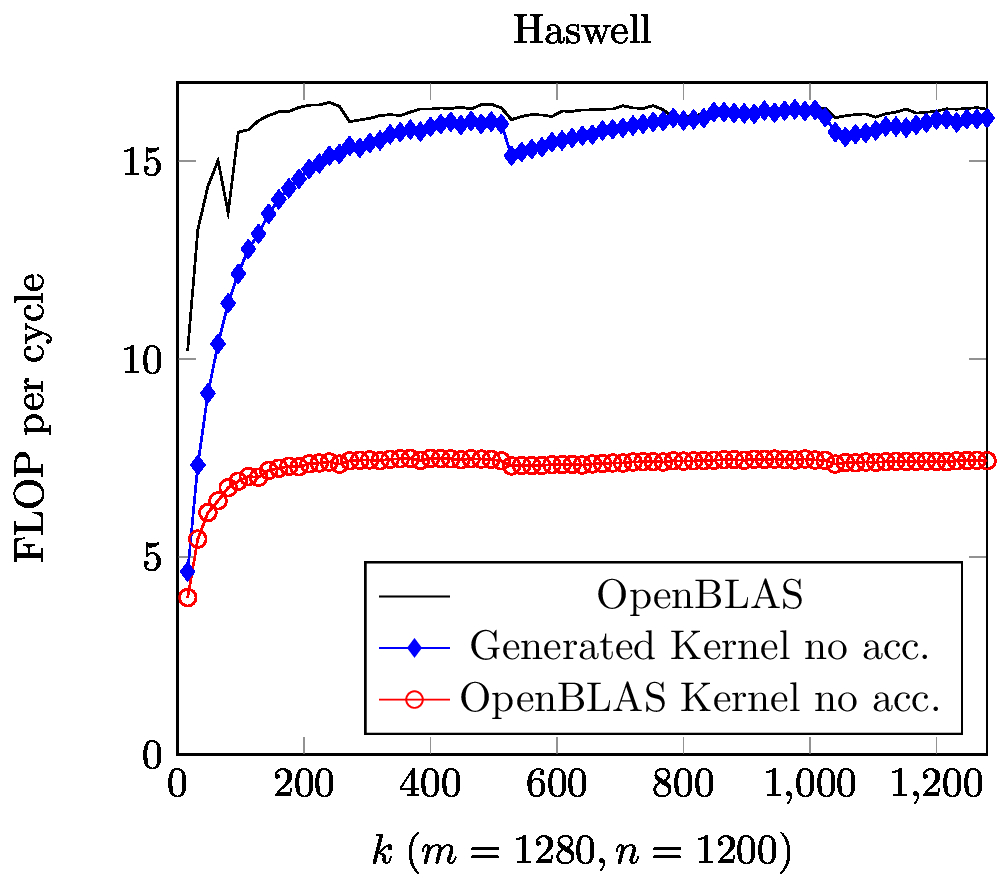 Haswell
FLOP per cycle
15
10
5
0
0 200 400 600 800 1,000 1,200
k (m = 1280, n = 1200)
OpenBLAS
Generated Kernel no acc.
OpenBLAS Kernel no acc.